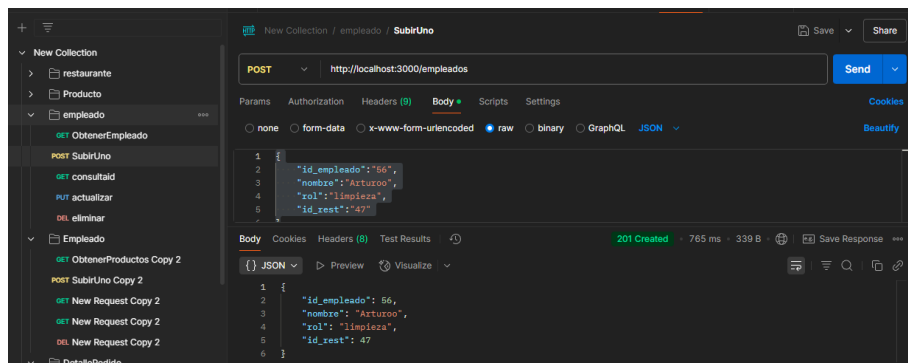 New Collection / empleado / SubirUno
Save
Share
New Collection
restaurante
Producto
empleado
GET ObtenerEmpleado
POST SubirUno
GET consultaid
PUT actualizar
DEL eliminar
Empleado
GET ObtenerProductos Copy 2
POST SubirUno Copy 2
GET New Request Copy 2
GET New Request Copy 2
DEL New Request Copy 2
DetallePedido
POST http://localhost:3000/empleados Send
Params Authorization Headers (9) Body Scripts Settings Cookies
none form-data x-www-form-urlencoded raw binary GraphQL JSON Beautify
1 {
2 "id_empleado":"56",
3 "nombre":"Arturoo",
4 "rol":"limpieza",
5 "id_rest":"47"
}
Body Cookies Headers (8) Test Results 201 Created 765 ms 339 B Save Response
{} JSON Preview Visualize
1 {
2 "id_empleado": 56,
3 "nombre": "Arturoo",
4 "rol": "limpieza",
5 "id_rest": 47
6 }